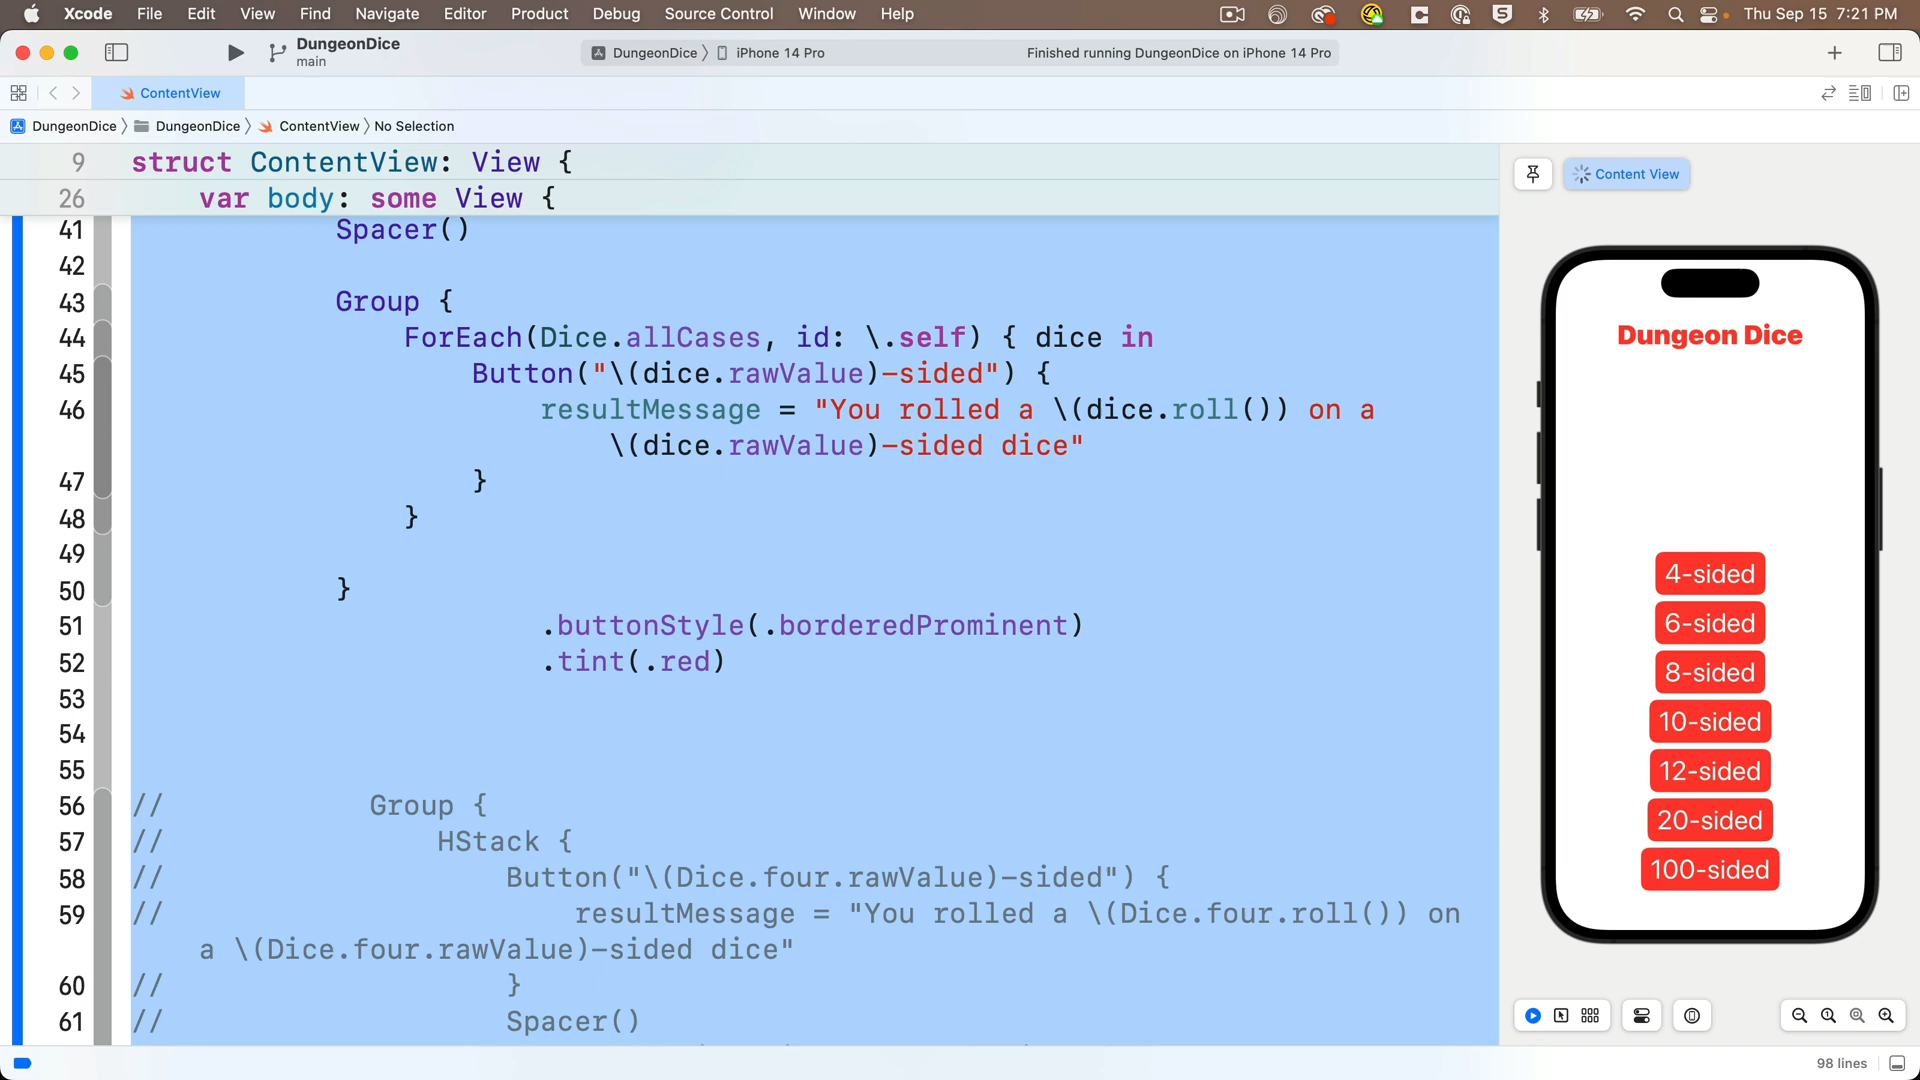 Xcode File Edit View Find Navigate Editor Product Debug Source Control Window Help Thu Sep 15 7:21 PM
DungeonDice
main
DungeonDice 〉 iPhone 14 Pro
Finished running DungeonDice on iPhone 14 Pro
ContentView
DungeonDice 〉 DungeonDice 〉 ContentView 〉 No Selection
9 struct ContentView: View {
26 var body: some View {
41 Spacer()
42
43 Group {
44 ForEach(Dice.allCases, id: \.self) { dice in
45 Button("\(dice.rawValue)-sided") {
46 resultMessage = "You rolled a \(dice.roll()) on a
\(dice.rawValue)-sided dice"
47 }
48 }
49
50 }
51 .buttonStyle(.borderedProminent)
52 .tint(.red)
53
54
55
56 // Group {
57 // HStack {
58 // Button("\(Dice.four.rawValue)-sided") {
59 // resultMessage = "You rolled a \(Dice.four.roll()) on
a \(Dice.four.rawValue)-sided dice"
60 // }
61 // Spacer()
Content View
Dungeon Dice
4-sided
6-sided
8-sided
10-sided
12-sided
20-sided
100-sided
98 lines